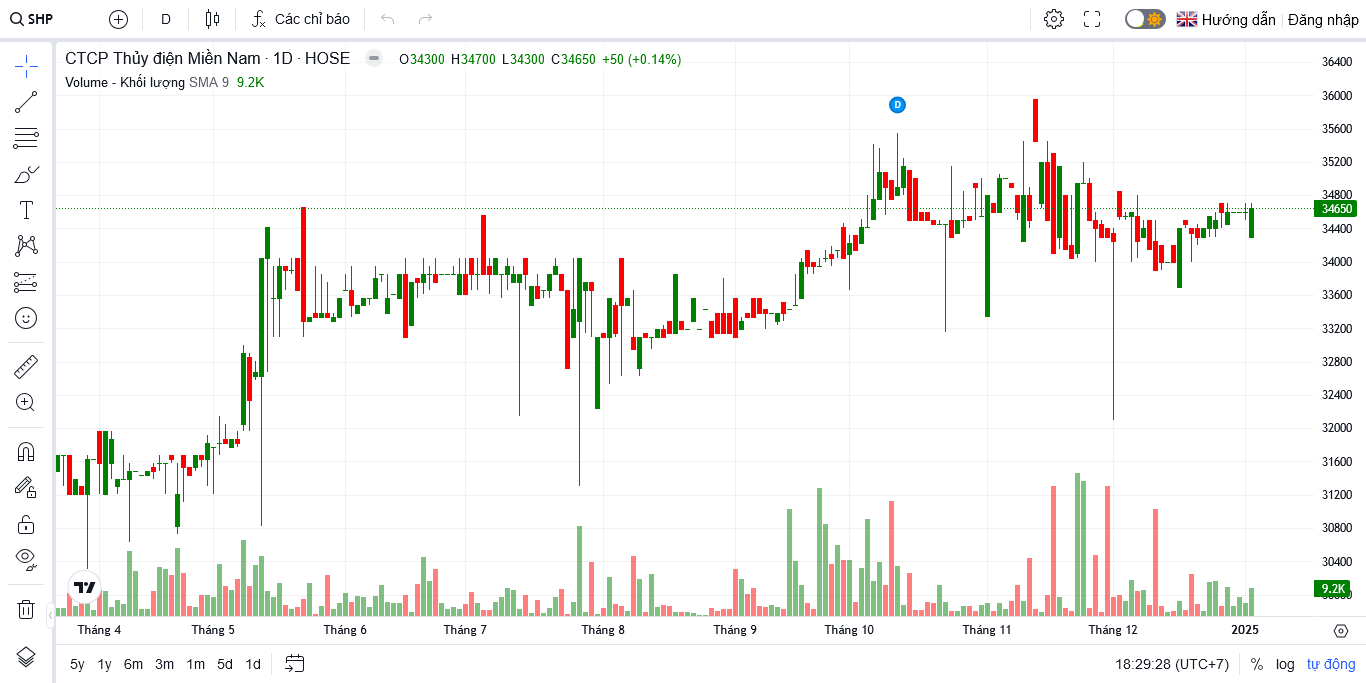 SHP D Các chỉ báo Hướng dẫn Đăng nhập
CTCP Thủy điện Miền Nam · 1D · HOSE O34300 H34700 L34300 C34650 +50 (+0.14%)
Volume - Khối lượng SMA 9 9.2K
36400
36000
D
35600
35200
34800
34650
34400
34000
33600
33200
32800
32400
32000
31600
31200
30800
30400
9.2K
Tháng 4 Tháng 5 Tháng 6 Tháng 7 Tháng 8 Tháng 9 Tháng 10 Tháng 11 Tháng 12 2025
5y 1y 6m 3m 1m 5d 1d 18:29:28 (UTC+7) % log tự động